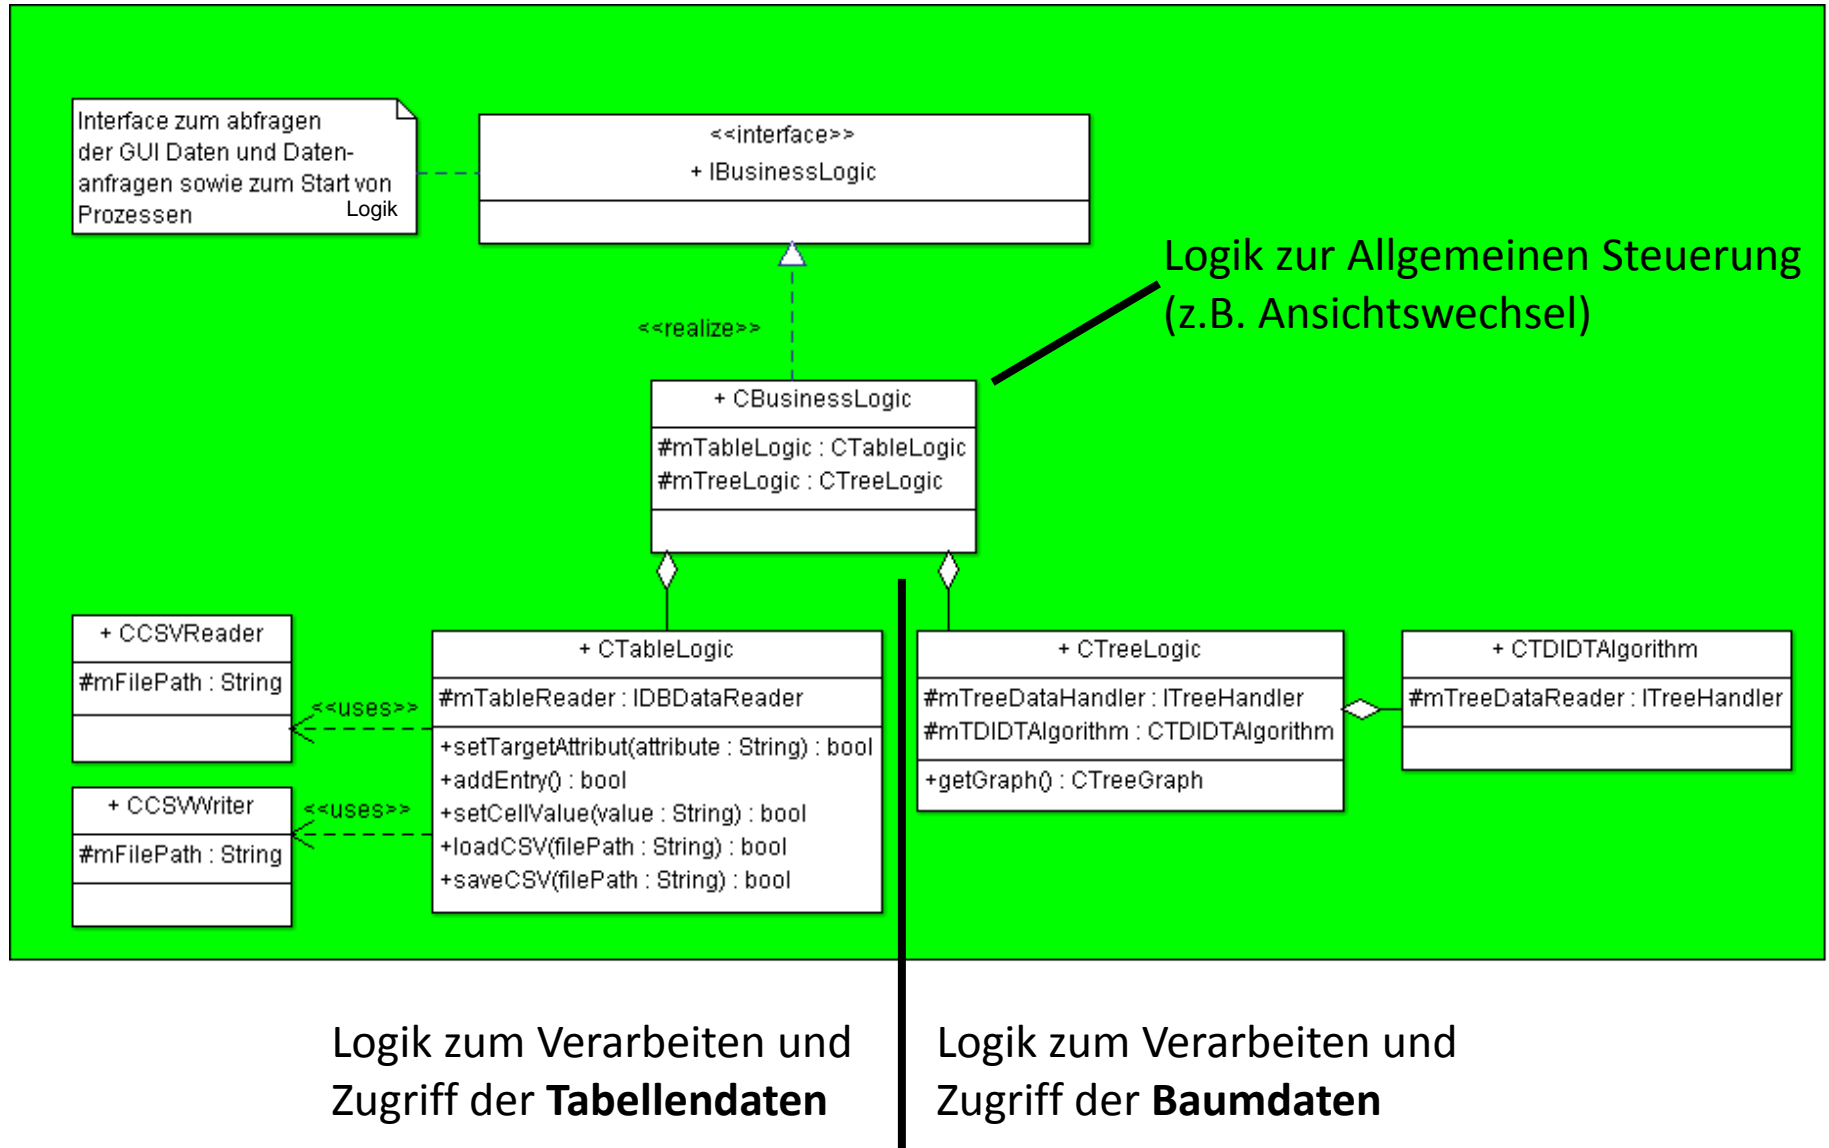 Interface zum abfragen
der GUI Daten und Daten-
anfragen sowie zum Start von
Prozessen Logik
<<interface>>
+ IBusinessLogic
Logik zur Allgemeinen Steuerung
(z.B. Ansichtswechsel)
<<realize>>
+ CBusinessLogic
#mTableLogic : CTableLogic
#mTreeLogic : CTreeLogic
+ CCSVReader
#mFilePath : String
<<uses>>
+ CCSVWriter
#mFilePath : String
<<uses>>
+ CTableLogic
#mTableReader : IDBDataReader
+setTargetAttribut(attribute : String) : bool
+addEntry() : bool
+setCellValue(value : String) : bool
+loadCSV(filePath : String) : bool
+saveCSV(filePath : String) : bool
+ CTreeLogic
#mTreeDataHandler : ITreeHandler
#mTDIDTAlgorithm : CTDIDTAlgorithm
+getGraph() : CTreeGraph
+ CTDIDTAlgorithm
#mTreeDataReader : ITreeHandler
Logik zum Verarbeiten und
Zugriff der Tabellendaten
Logik zum Verarbeiten und
Zugriff der Baumdaten